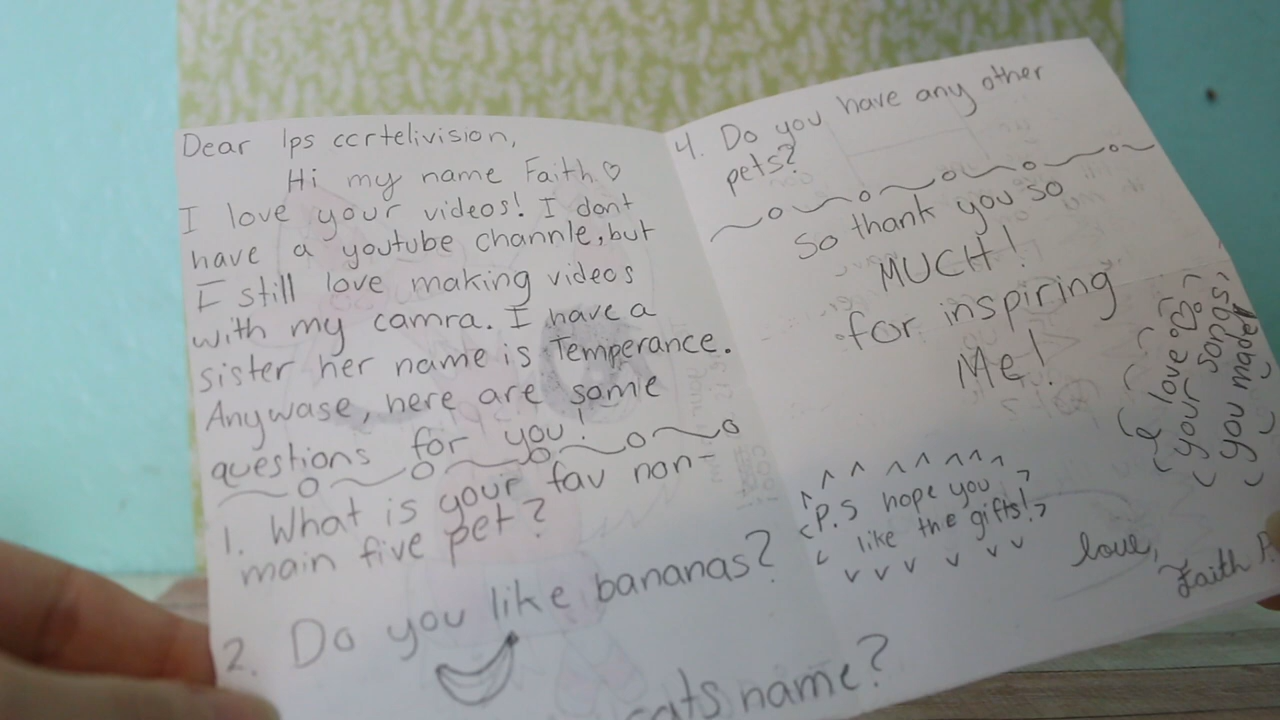 Dear lps ccrtelivision,
Hi my name Faith.♡
I love your videos! I dont
have a youtube channle, but
I still love making videos
with my camra. I have a
sister her name is Temperance.
Anywase, here are some
questions for you!
1. What is your fav non-
main five pet?
2. Do you like bananas?
cats name?
4. Do you have any other
pets?
So thank you so
MUCH!
for inspiring
Me!
love
your songs
you made
P.S hope you
like the gifts!
love,
Faith